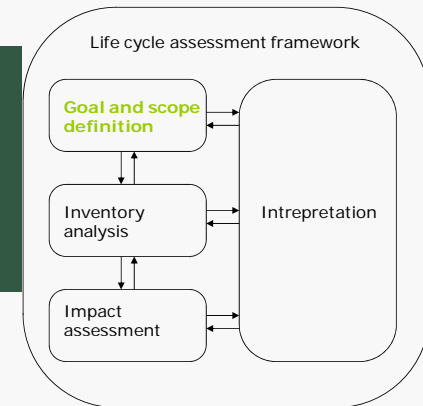 Life cycle assessment framework
Goal and scope
definition
Inventory
analysis
Intrepretation
Impact
assessment